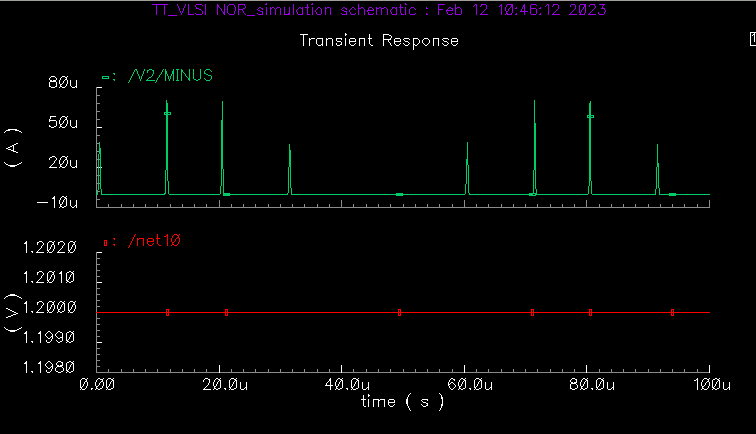 TT_VLSI NOR_simulation schematic : Feb 12 10:46:12 2023
Transient Response
1
: /V2/MINUS
80u
50u
20u
-10u
( A )
: /net10
1.2020
1.2010
1.2000
1.1990
1.1980
( V )
0.00 20.0u 40.0u 60.0u 80.0u 100u
time ( s )